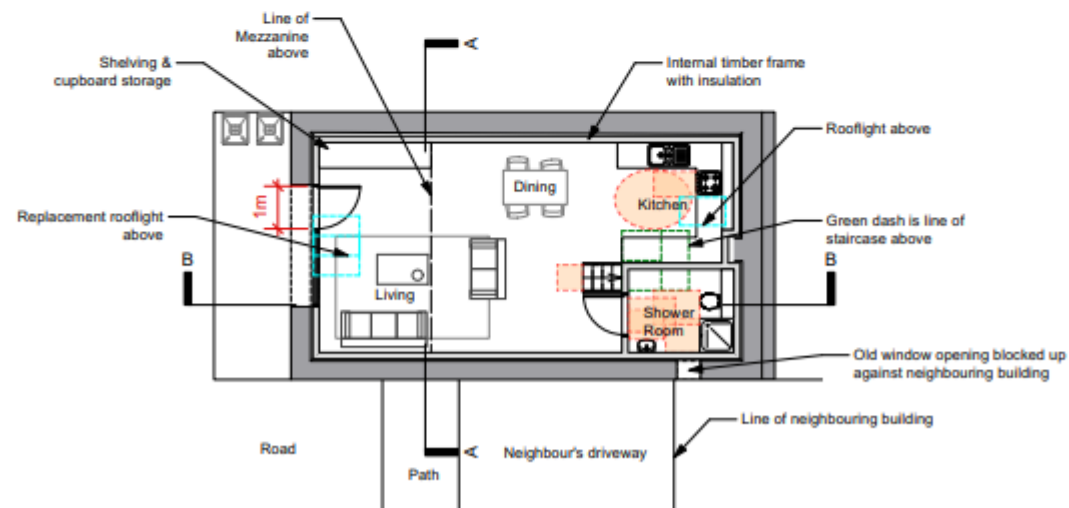 Line of
Mezzanine
above
A
Shelving &
cupboard storage
Internal timber frame
with insulation
Rooflight above
Dining
Kitchen
1m
Replacement rooflight
above
Green dash is line of
staircase above
B
B
Living
Shower
Room
Old window opening blocked up
against neighbouring building
Line of neighbouring building
Road
Path
A
Neighbour's driveway